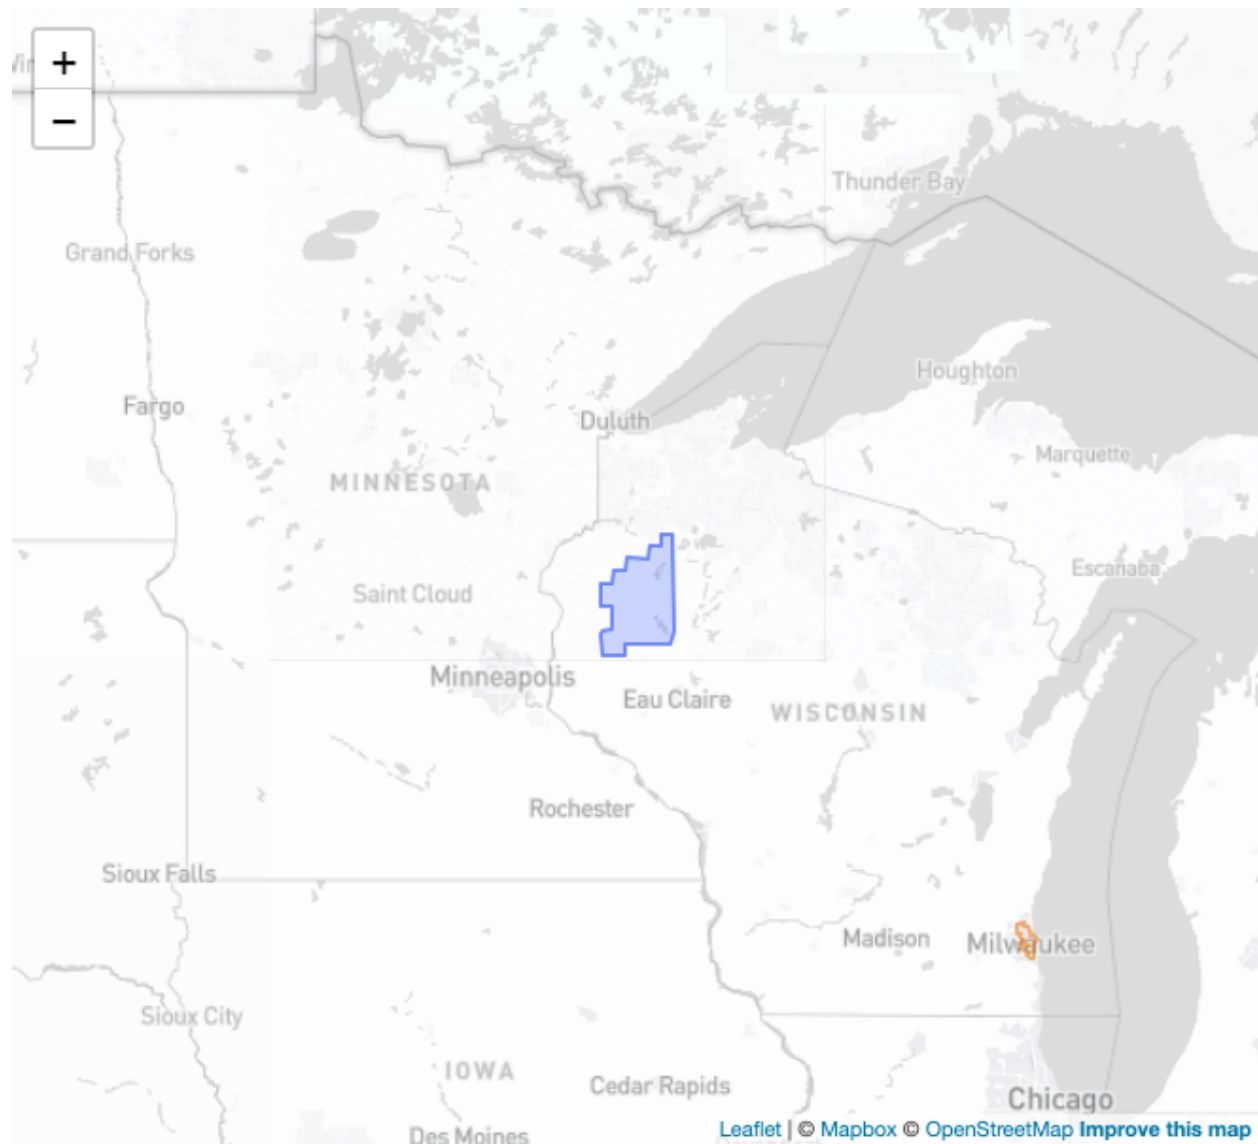 +
−
Thunder Bay
Grand Forks
Houghton
Fargo
Duluth
Marquette
MINNESOTA
Escanaba
Saint Cloud
Minneapolis
Eau Claire
WISCONSIN
Rochester
Sioux Falls
Madison
Milwaukee
Sioux City
IOWA
Cedar Rapids
Chicago
Des Moines
Leaflet | © Mapbox © OpenStreetMap Improve this map